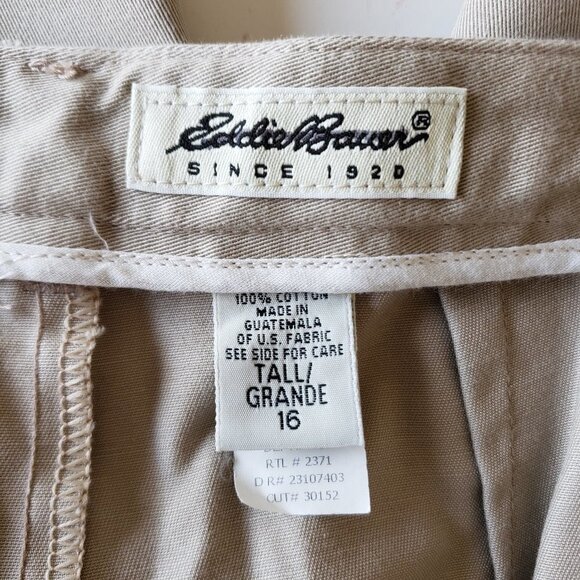 Eddie Bauer®
SINCE 1920
100% COTTON
MADE IN
GUATEMALA
OF U.S. FABRIC
SEE SIDE FOR CARE
TALL/
GRANDE
16
RTL # 2371
D R# 23107403
CUT# 30152